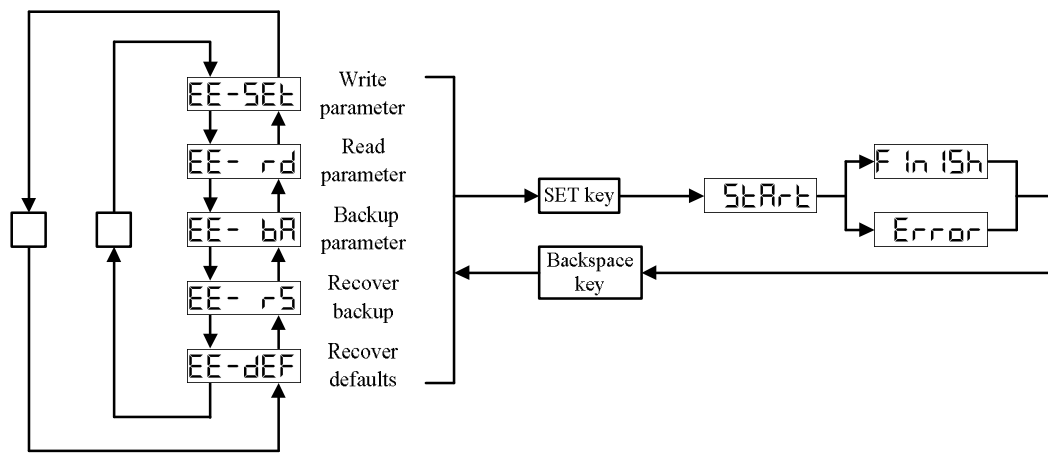 EE-SEt
Write
parameter
EE- rd
Read
parameter
EE- bA
Backup
parameter
EE- rS
Recover
backup
EE-dEF
Recover
defaults
SET key
Backspace
key
StArt
FInISh
Error